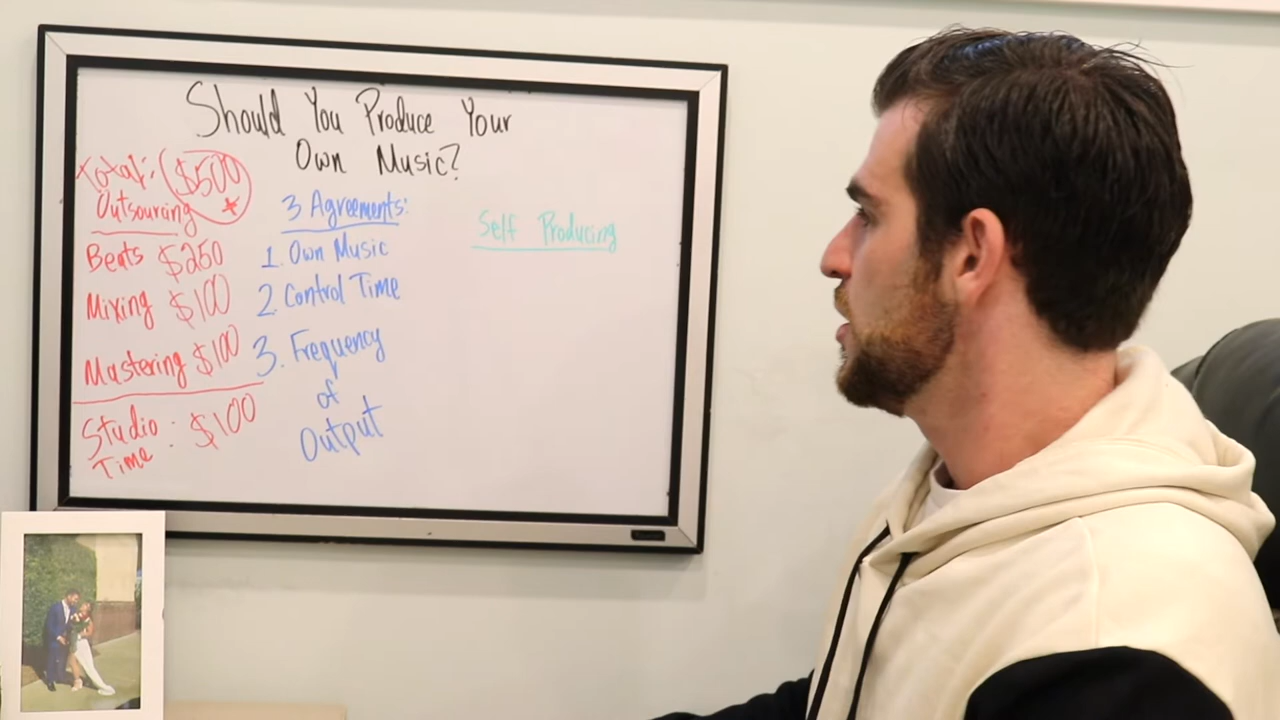 Should You Produce Your
Own Music?
Total: $500
Outsourcing *
Beats $250
Mixing $100
Mastering $100
Studio : $100
Time
3 Agreements:
1. Own Music
2. Control Time
3. Frequency
of
Output
Self Producing